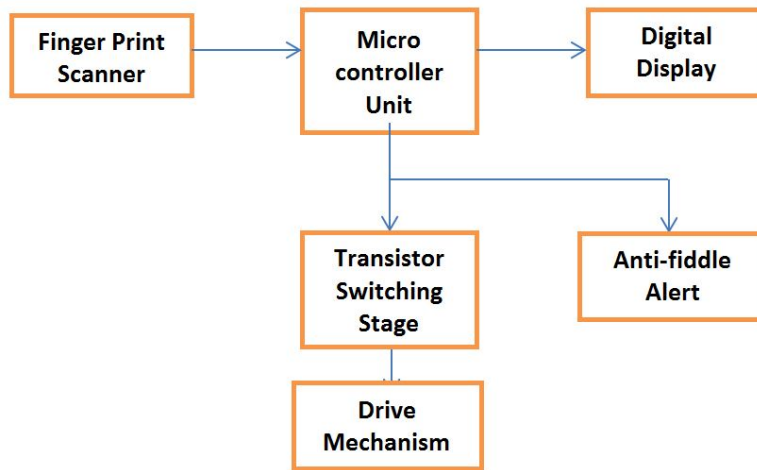 Finger Print
Scanner
Micro
controller
Unit
Digital
Display
Transistor
Switching
Stage
Anti-fiddle
Alert
Drive
Mechanism